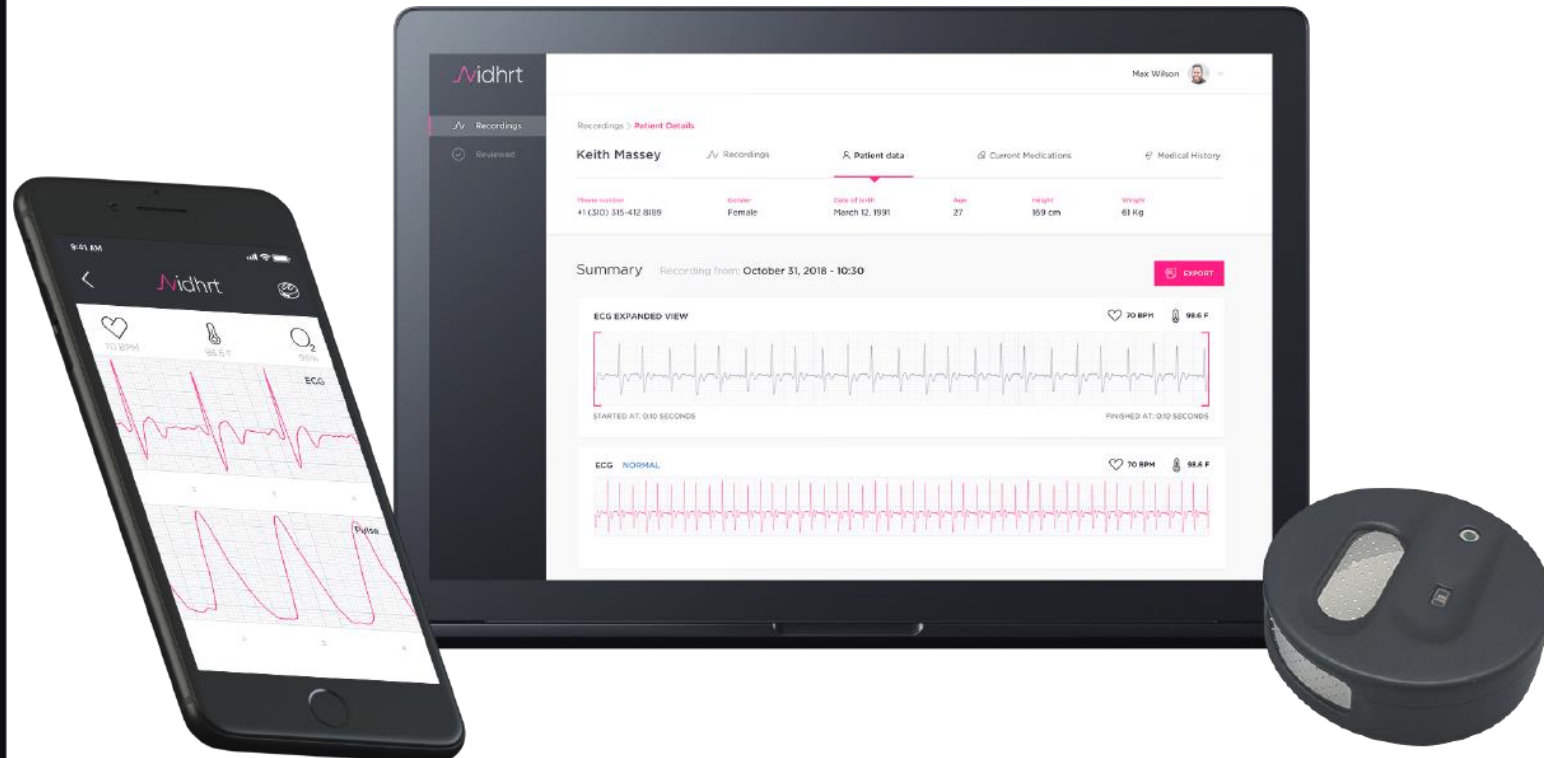 vidhrt
Max Wilson
Recordings
Recordings > Patient Details
Reviewed
Keith Massey
Recordings
Patient data
Current Medications
Medical History
Phone number
Gender
Date of birth
Age
Height
Weight
+1 (310) 315-412 8189
Female
March 12, 1991
27
169 cm
61 Kg
Summary
Recording from: October 31, 2018 - 10:30
EXPORT
ECG EXPANDED VIEW
70 BPM
98.6 F
STARTED AT: 0:10 SECONDS
FINISHED AT: 0:10 SECONDS
ECG NORMAL
70 BPM
98.6 F
9:41 AM
vidhrt
70 BPM
98.6 F
O2
ECG
Pulse